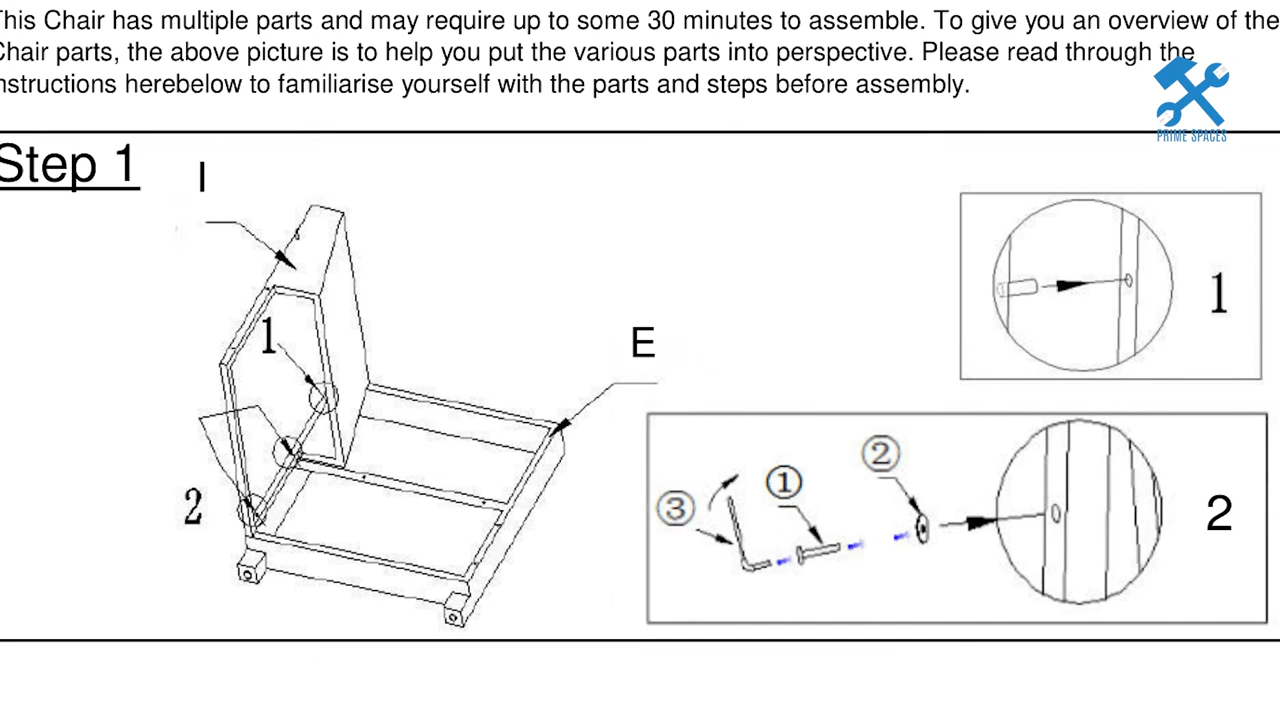 This Chair has multiple parts and may require up to some 30 minutes to assemble. To give you an overview of the
Chair parts, the above picture is to help you put the various parts into perspective. Please read through the
nstructions herebelow to familiarise yourself with the parts and steps before assembly.
PRIME SPACES
Step 1
I
1
1
E
2
②
①
③
2